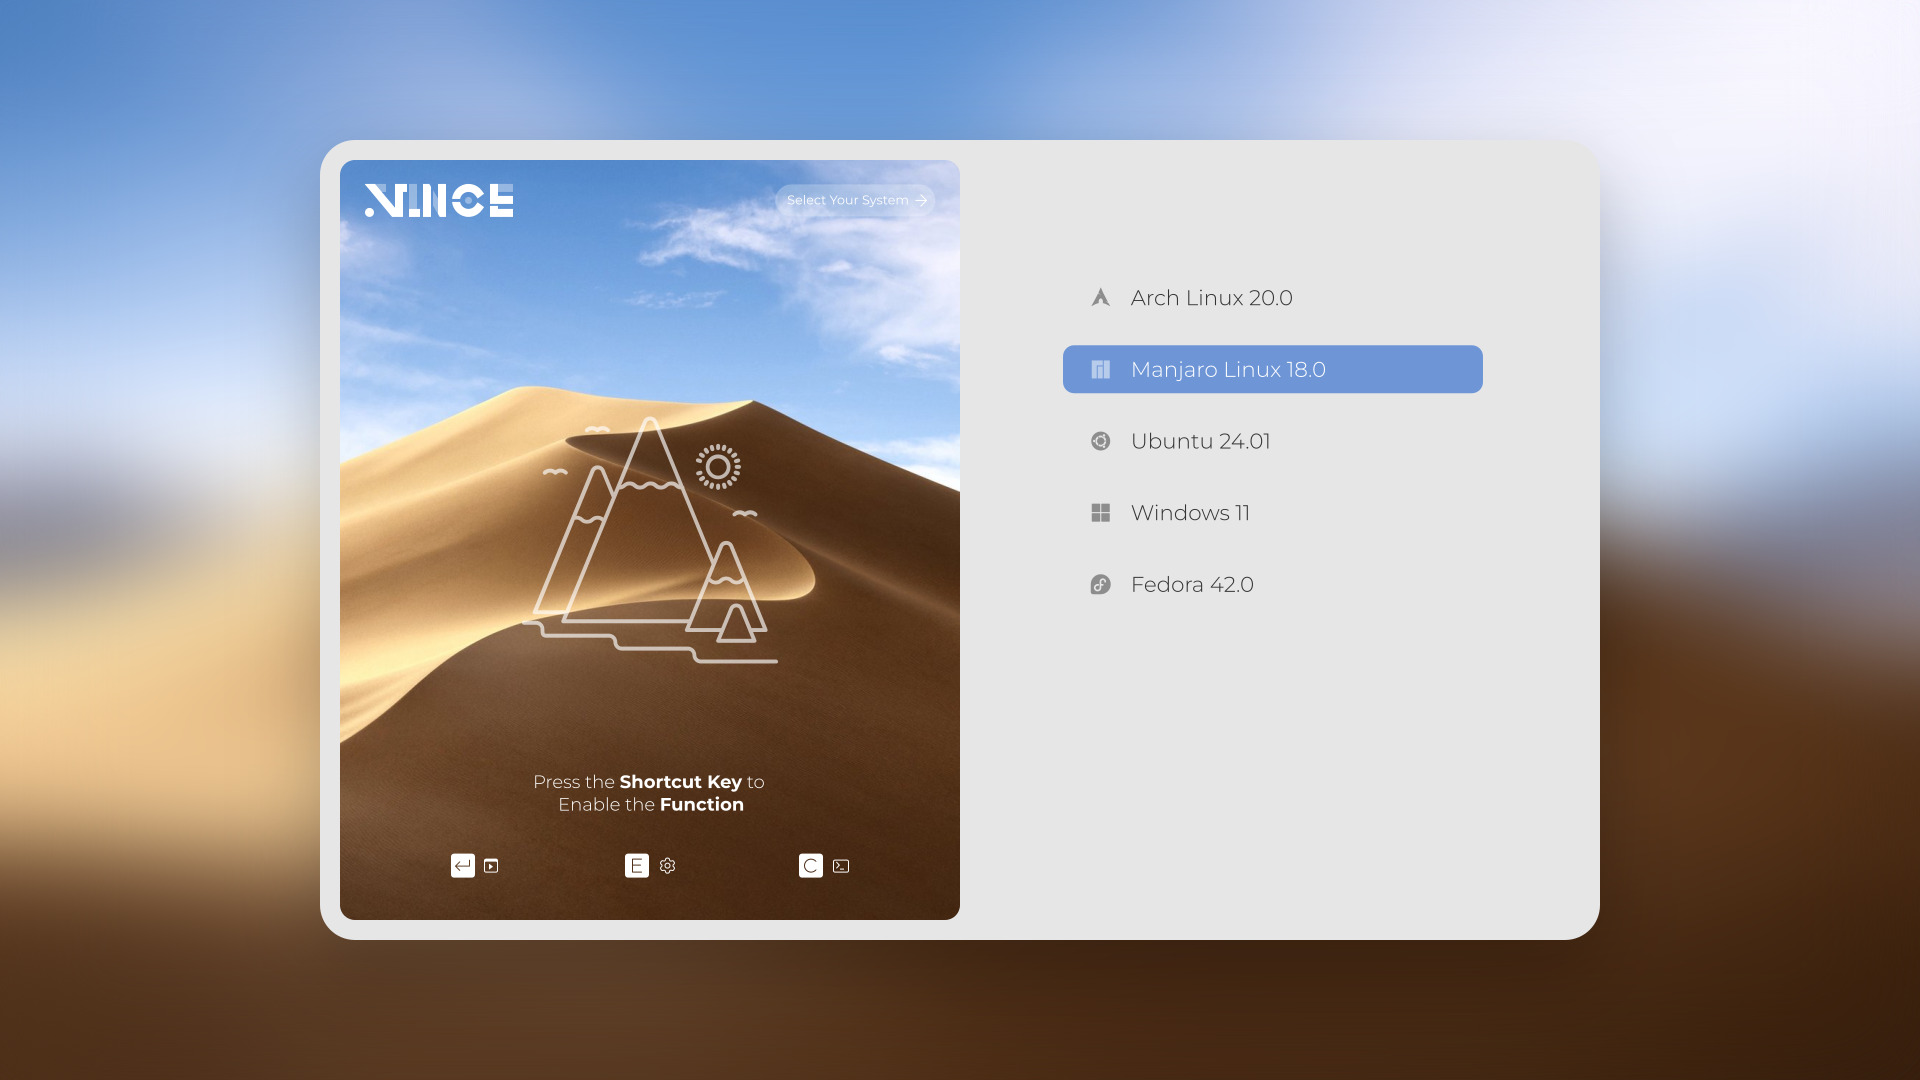 VINCE
Select Your System
Press the Shortcut Key to
Enable the Function
E
C
Arch Linux 20.0
Manjaro Linux 18.0
Ubuntu 24.01
Windows 11
Fedora 42.0